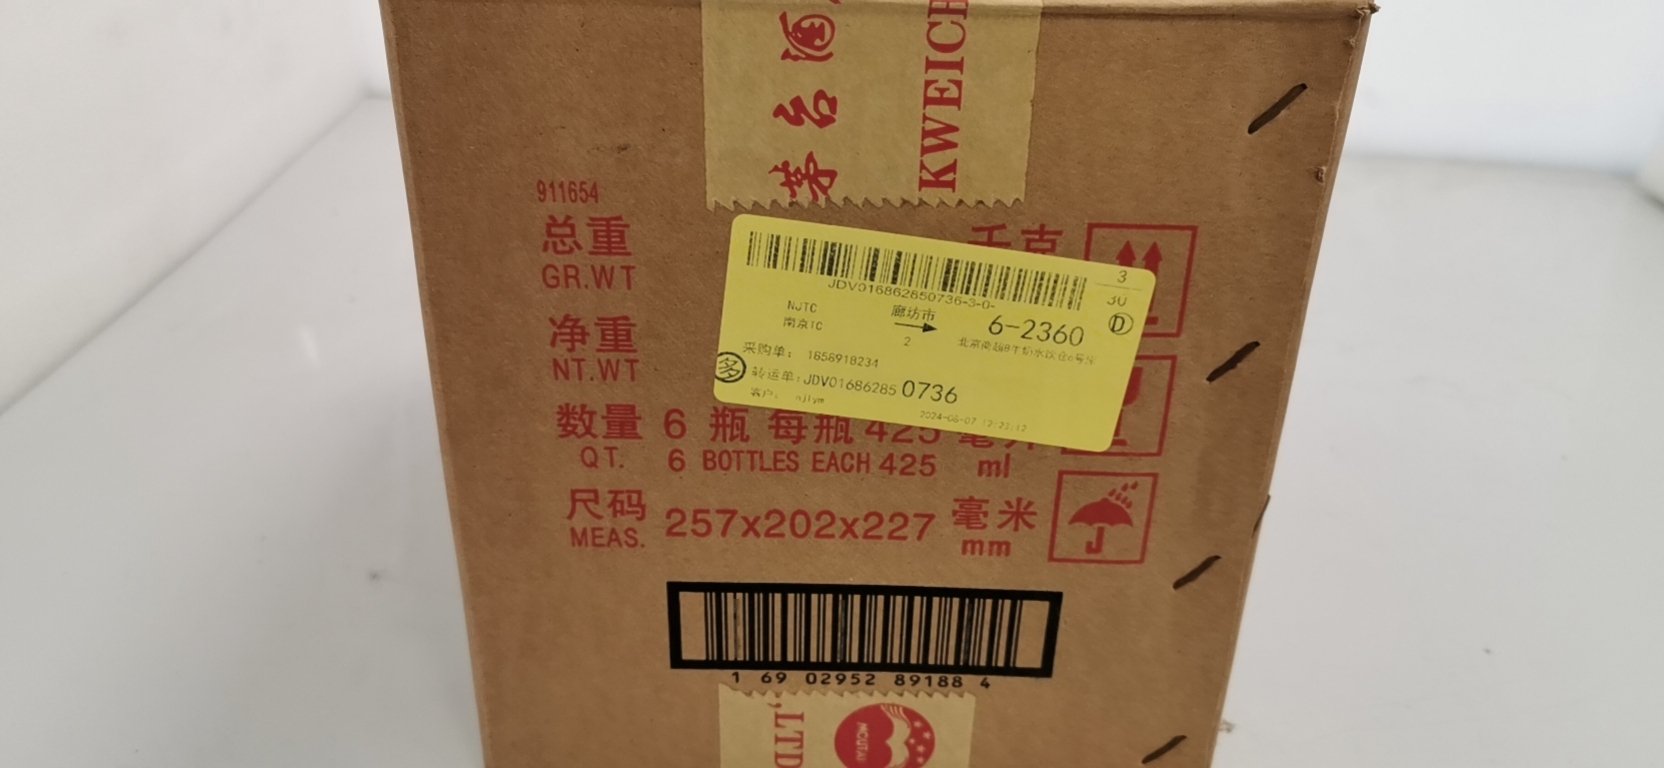 茅台酒
KWEICH
911654
总重
千克
GR.WT
净重
NT.WT
JDV016862850736-3-0-
3
30
NJTC
南京TC
廊坊市
2
6-2360
D
采购单: 1658918234
多
转运单:JDV01686285 0736
客户: njlym
数量 6 瓶 每瓶 425 毫升
QT. 6 BOTTLES EACH 425 ml
尺码 257x202x227 毫米
MEAS. mm
1 69 02952 89188 4
,LTD
MOUTAI